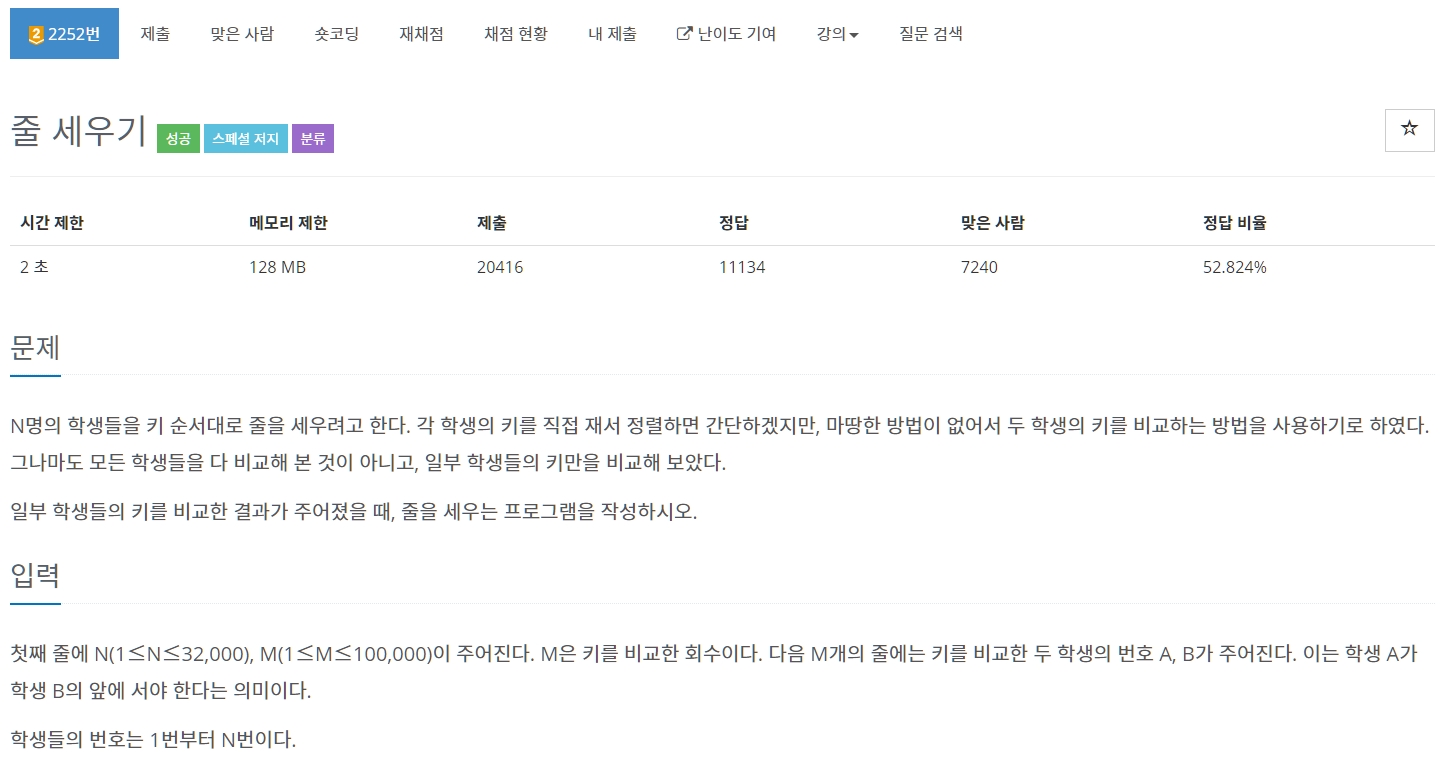 2 2252번 제출 맞은 사람 숏코딩 재채점 채점 현황 내 제출 난이도 기여 강의 질문 검색
줄 세우기 성공 스페셜 저지 분류
시간 제한 메모리 제한 제출 정답 맞은 사람 정답 비율
2 초 128 MB 20416 11134 7240 52.824%
문제
N명의 학생들을 키 순서대로 줄을 세우려고 한다. 각 학생의 키를 직접 재서 정렬하면 간단하겠지만, 마땅한 방법이 없어서 두 학생의 키를 비교하는 방법을 사용하기로 하였다.
그나마도 모든 학생들을 다 비교해 본 것이 아니고, 일부 학생들의 키만을 비교해 보았다.
일부 학생들의 키를 비교한 결과가 주어졌을 때, 줄을 세우는 프로그램을 작성하시오.
입력
첫째 줄에 N(1≤N≤32,000), M(1≤M≤100,000)이 주어진다. M은 키를 비교한 회수이다. 다음 M개의 줄에는 키를 비교한 두 학생의 번호 A, B가 주어진다. 이는 학생 A가
학생 B의 앞에 서야 한다는 의미이다.
학생들의 번호는 1번부터 N번이다.